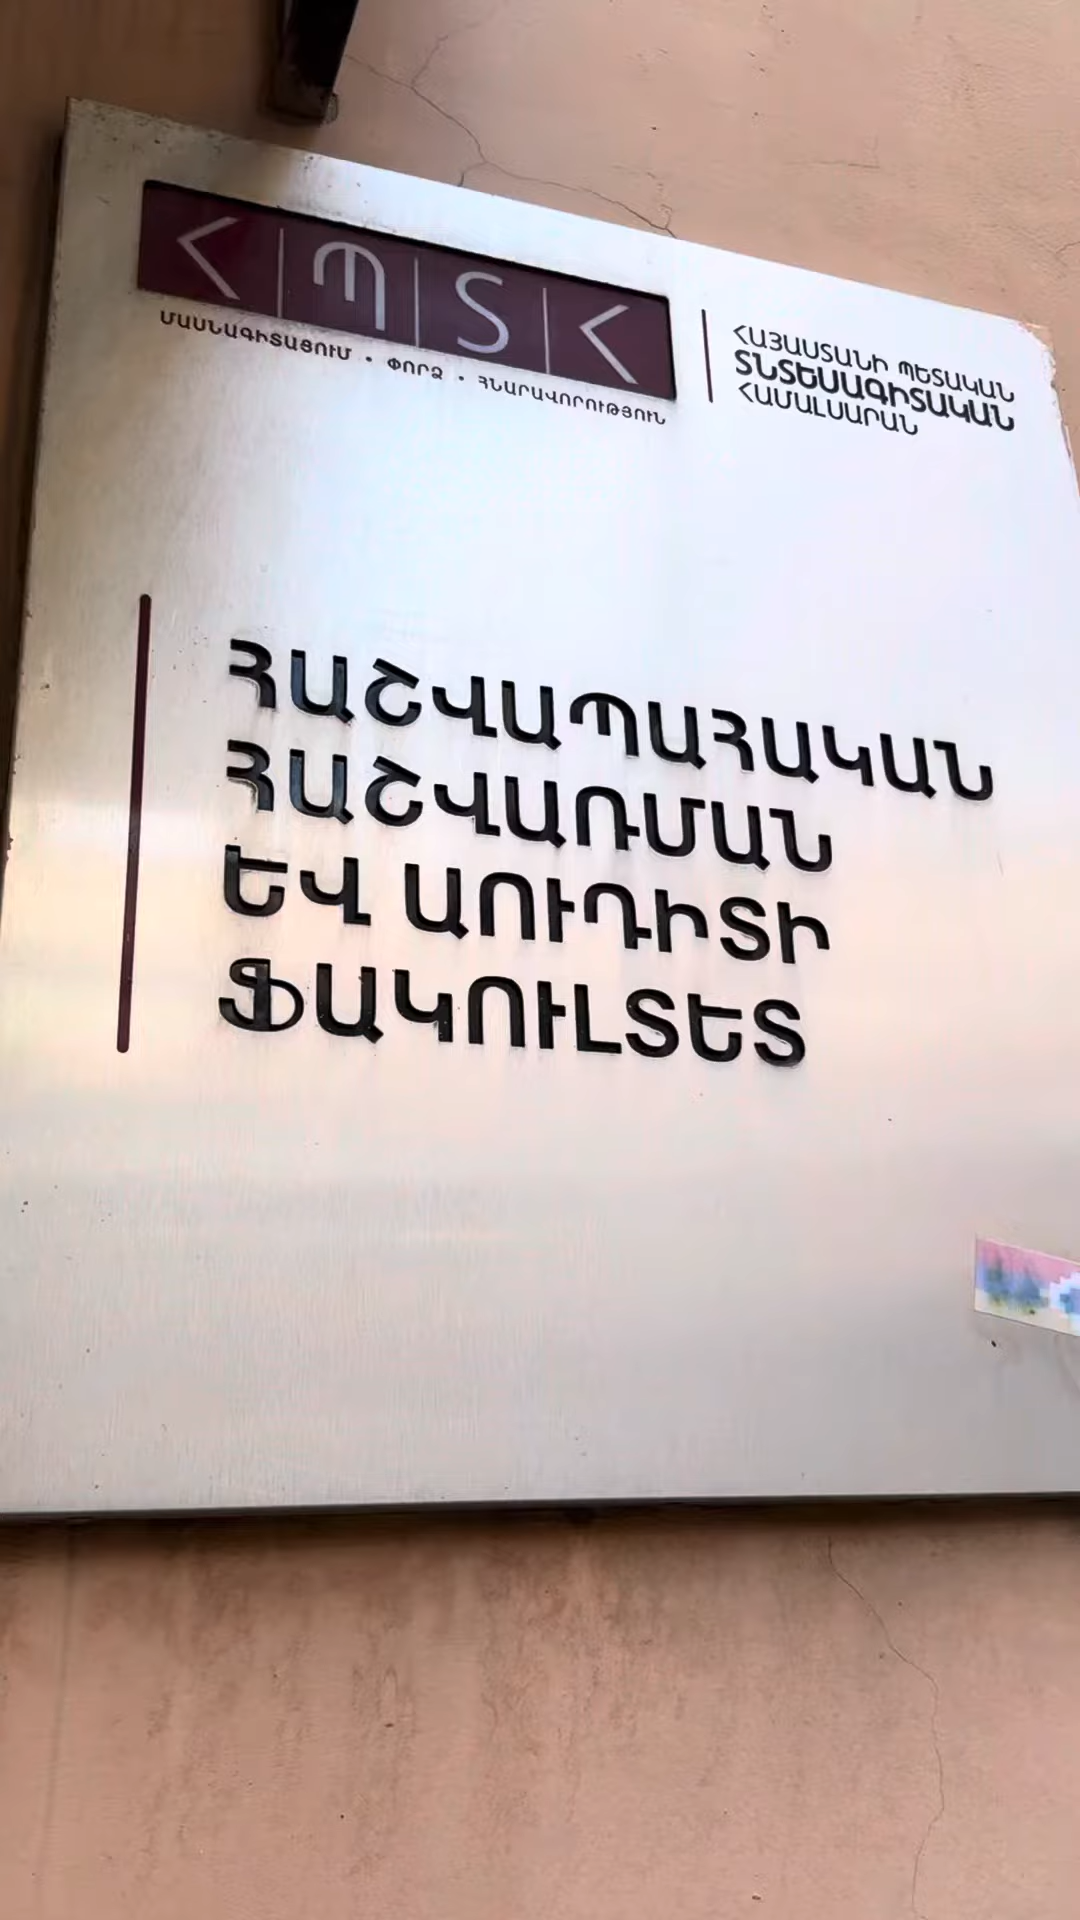 ՀՊՏՀ
ՄԱՍՆԱԳԻՏԱՑՈՒՄ • ՓՈՐՁ • ՀՆԱՐԱՎՈՐՈՒԹՅՈՒՆ
ՀԱՅԱՍՏԱՆԻ ՊԵՏԱԿԱՆ
ՏՆՏԵՍԱԳԻՏԱԿԱՆ
ՀԱՄԱԼՍԱՐԱՆ
ՀԱՇՎԱՊԱՀԱԿԱՆ
ՀԱՇՎԱՌՄԱՆ
ԵՎ ԱՈՒԴԻՏԻ
ՖԱԿՈՒԼՏԵՏ